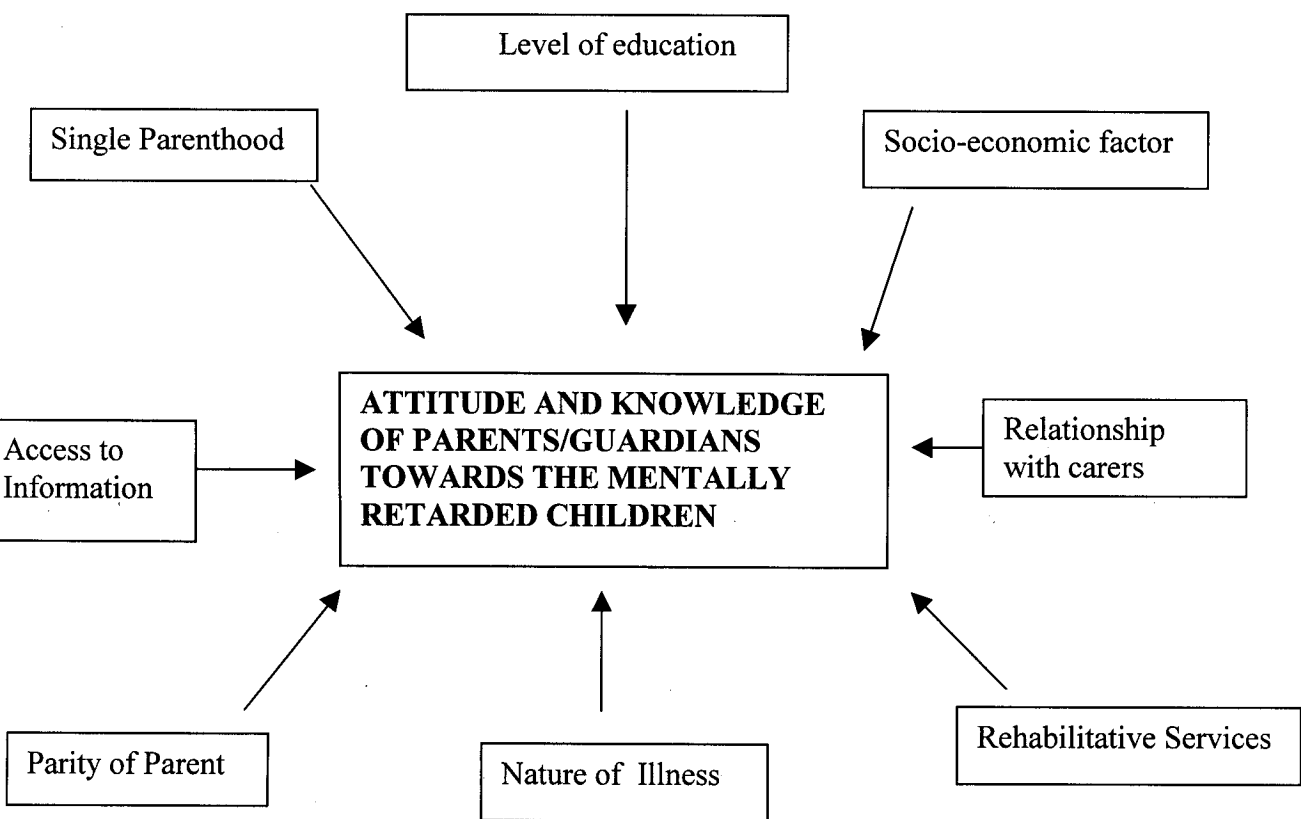 Level of education
Single Parenthood
Socio-economic factor
ATTITUDE AND KNOWLEDGE
OF PARENTS/GUARDIANS
TOWARDS THE MENTALLY
RETARDED CHILDREN
Access to
Information
Relationship
with carers
Parity of Parent
Nature of Illness
Rehabilitative Services